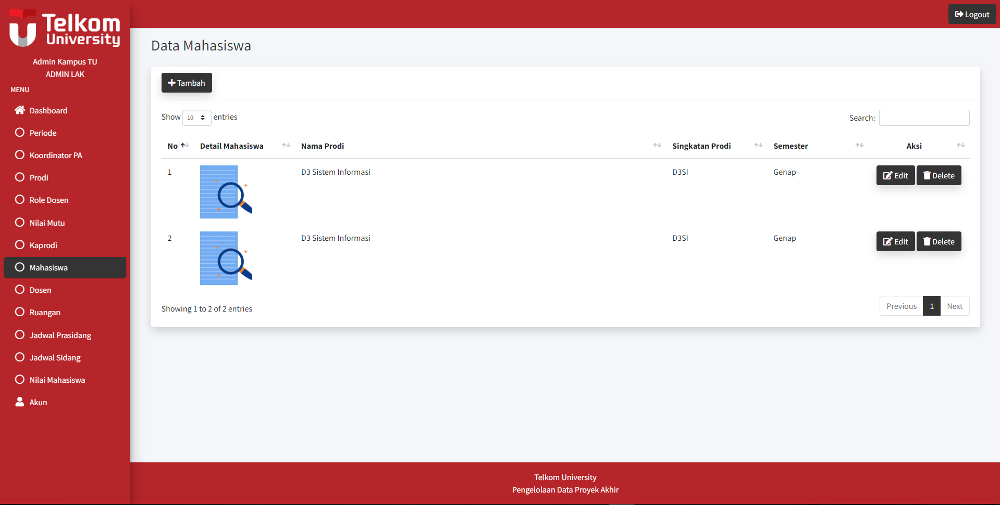 Telkom
University
Logout
Admin Kampus TU
ADMIN LAK
MENU
Dashboard
Periode
Koordinator PA
Prodi
Role Dosen
Nilai Mutu
Kaprodi
Mahasiswa
Dosen
Ruangan
Jadwal Prasidang
Jadwal Sidang
Nilai Mahasiswa
Akun
Data Mahasiswa
Tambah
Show 10 entries
Search:
No Detail Mahasiswa Nama Prodi Singkatan Prodi Semester Aksi
1 D3 Sistem Informasi D3SI Genap Edit Delete
2 D3 Sistem Informasi D3SI Genap Edit Delete
Showing 1 to 2 of 2 entries
Previous 1 Next
Telkom University
Pengelolaan Data Proyek Akhir